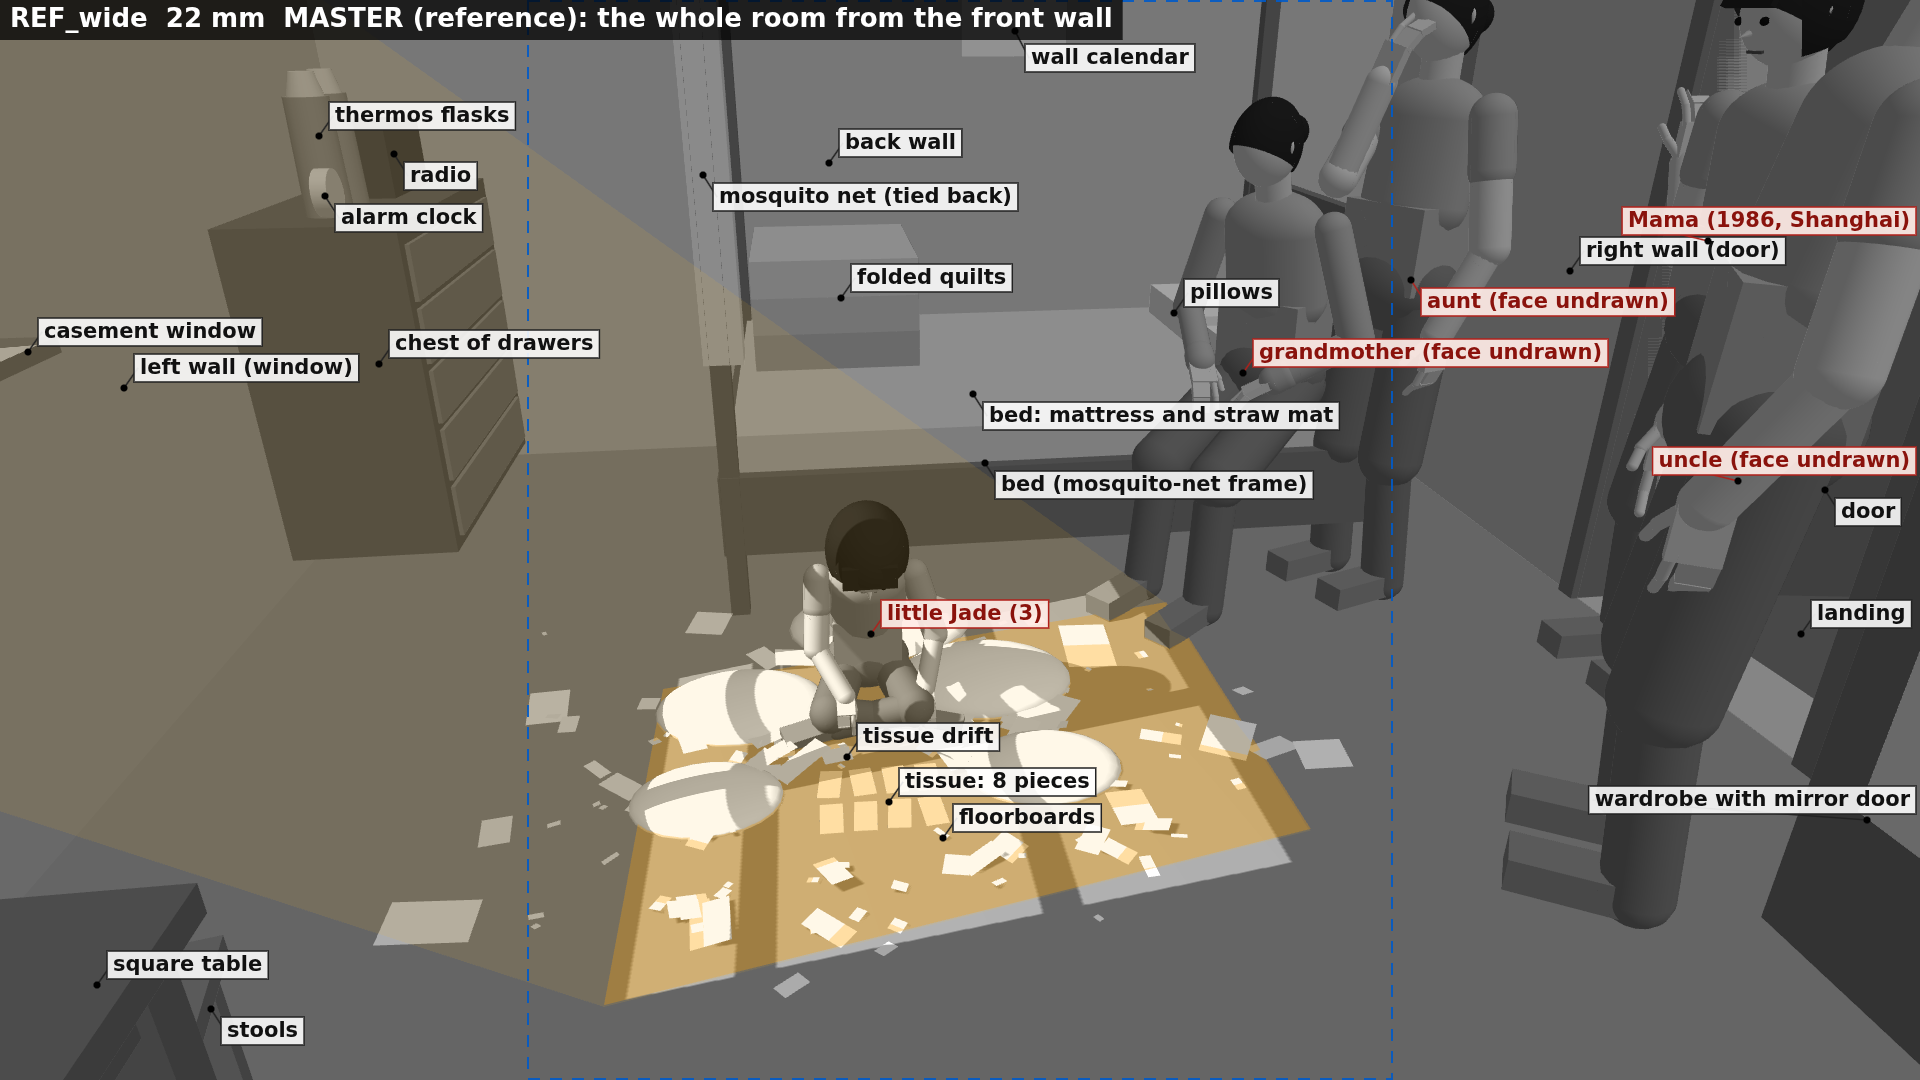 REF_wide 22 mm MASTER (reference): the whole room from the front wall
wall calendar
thermos flasks
back wall
radio
mosquito net (tied back)
alarm clock
Mama (1986, Shanghai)
right wall (door)
folded quilts
pillows
aunt (face undrawn)
casement window
chest of drawers
left wall (window)
grandmother (face undrawn)
bed: mattress and straw mat
uncle (face undrawn)
bed (mosquito-net frame)
door
little Jade (3)
landing
tissue drift
tissue: 8 pieces
wardrobe with mirror door
floorboards
square table
stools